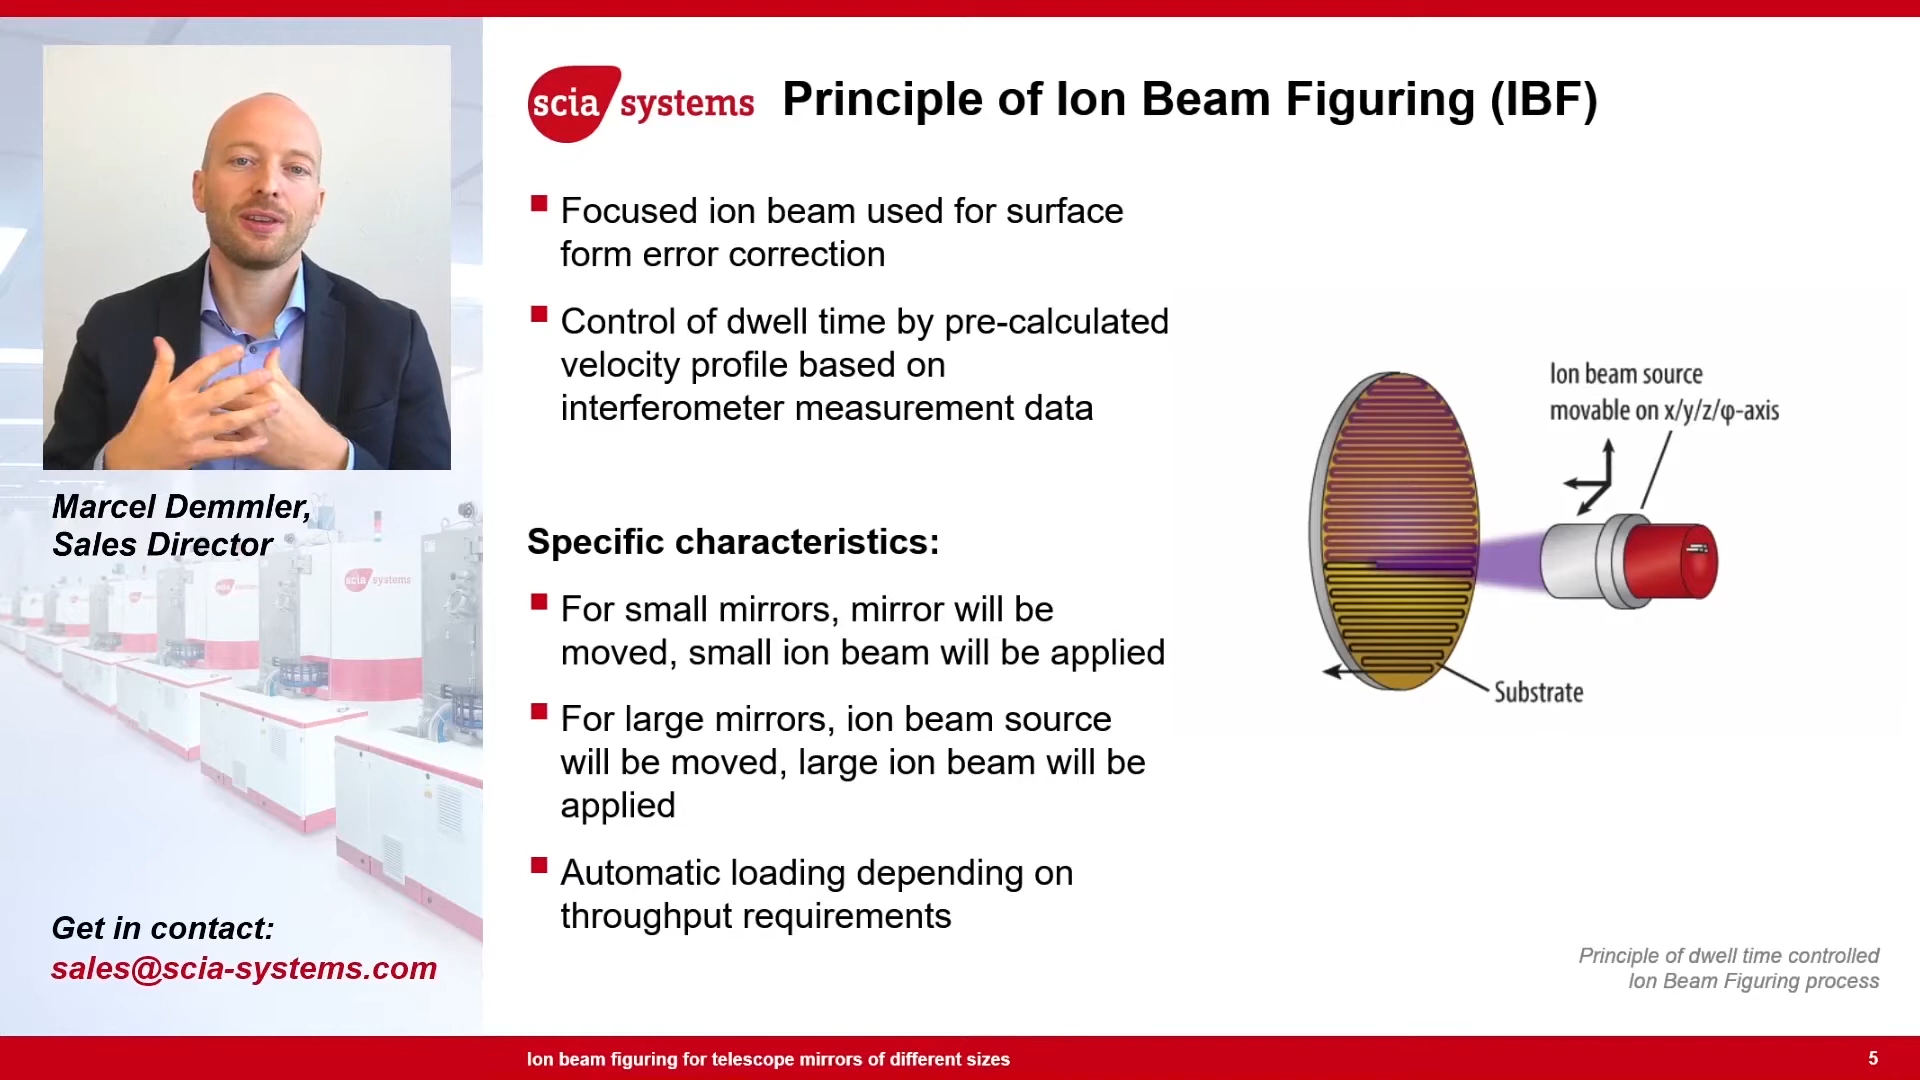 scia systems
Principle of Ion Beam Figuring (IBF)
Focused ion beam used for surface
form error correction
Control of dwell time by pre-calculated
velocity profile based on
interferometer measurement data
Specific characteristics:
For small mirrors, mirror will be
moved, small ion beam will be applied
For large mirrors, ion beam source
will be moved, large ion beam will be
applied
Automatic loading depending on
throughput requirements
Ion beam source
movable on x/y/z/φ-axis
Substrate
Principle of dwell time controlled
Ion Beam Figuring process
Marcel Demmler,
Sales Director
scia systems
scia systems
Get in contact:
sales@scia-systems.com
Ion beam figuring for telescope mirrors of different sizes
5